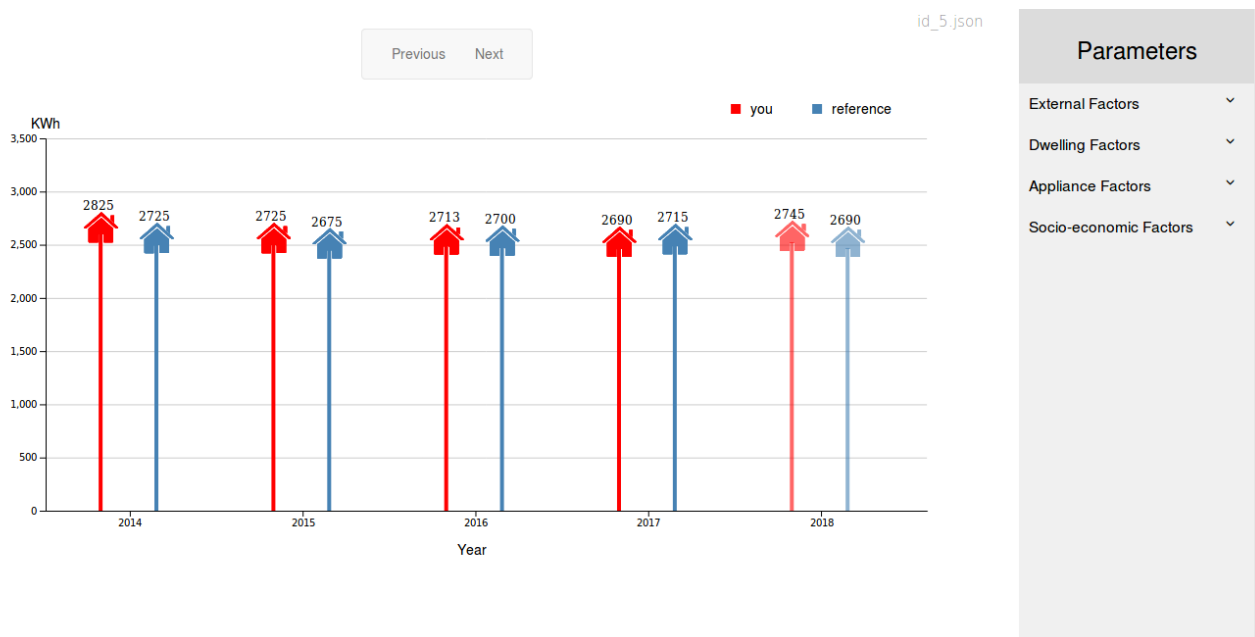 id_5.json
Previous Next
you reference
KWh
3,500
3,000
2,500
2,000
1,500
1,000
500
0
2825 2725 2725 2675 2713 2700 2690 2715 2745 2690
2014 2015 2016 2017 2018
Year
Parameters
External Factors
Dwelling Factors
Appliance Factors
Socio-economic Factors